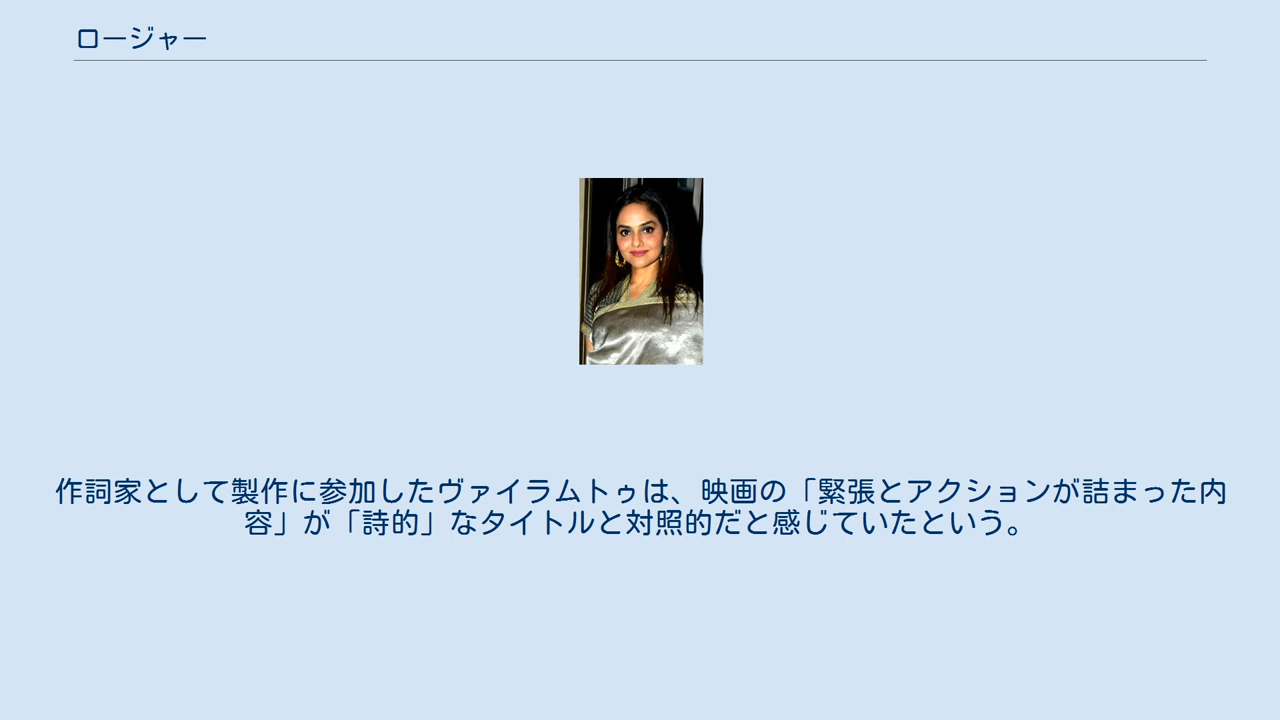 ロージャー
作詞家として製作に参加したヴァイラムトゥは、映画の「緊張とアクションが詰まった内
容」が「詩的」なタイトルと対照的だと感じていたという。